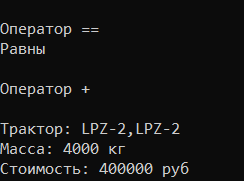 Оператор ==
Равны
Оператор +
Трактор: LPZ-2,LPZ-2
Масса: 4000 кг
Стоимость: 400000 руб